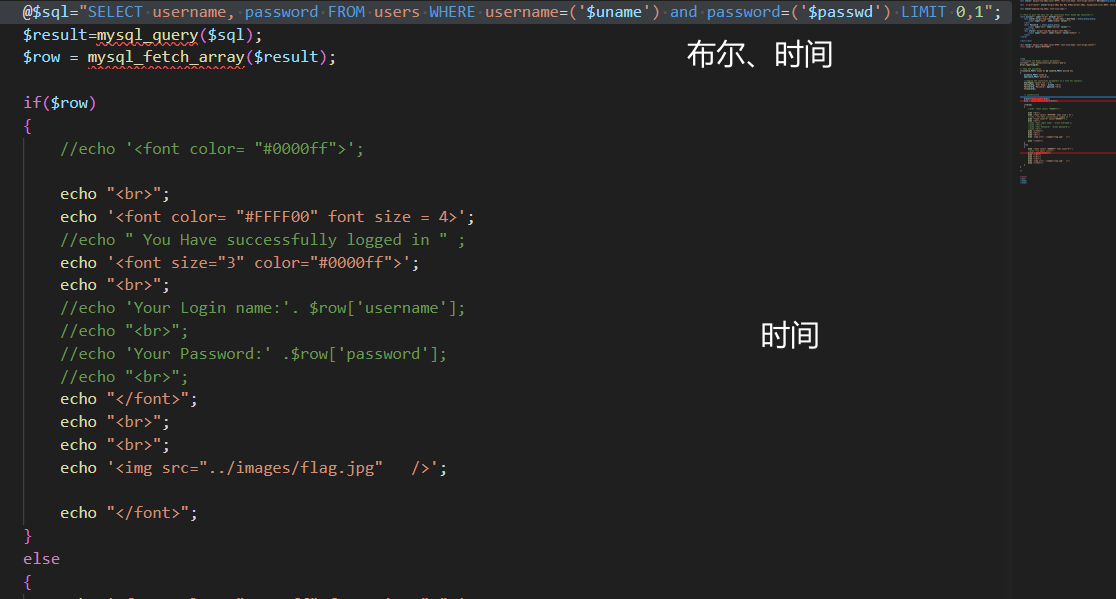 @$sql="SELECT username, password FROM users WHERE username=('$uname') and password=('$passwd') LIMIT 0,1";
$result=mysql_query($sql);
布尔、时间
$row = mysql_fetch_array($result);
if($row)
{
//echo '<font color= "#0000ff">';
echo "<br>";
echo '<font color= "#FFFF00" font size = 4>';
//echo " You Have successfully logged in " ;
echo '<font size="3" color="#0000ff">';
echo "<br>";
//echo 'Your Login name:'. $row['username'];
//echo "<br>";
时间
//echo 'Your Password:' .$row['password'];
//echo "<br>";
echo "</font>";
echo "<br>";
echo "<br>";
echo '<img src="../images/flag.jpg"   />';
echo "</font>";
}
else
{